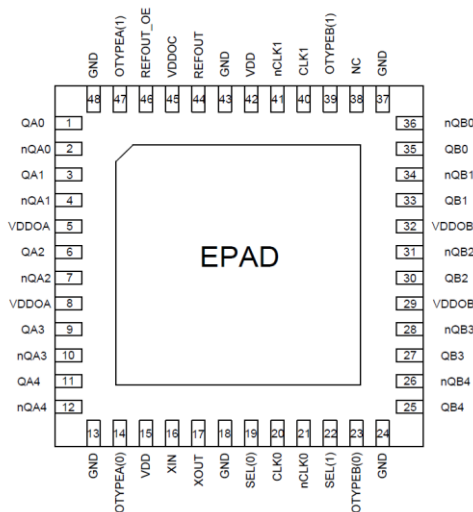 GND OTYPEA(1) REFOUT_OE VDDOC REFOUT GND VDD nCLK1 CLK1 OTYPEB(1) NC GND
48 47 46 45 44 43 42 41 40 39 38 37
QA0 1 36 nQB0
nQA0 2 35 QB0
QA1 3 34 nQB1
nQA1 4 33 QB1
VDDOA 5 32 VDDOB
QA2 6 31 nQB2
EPAD
nQA2 7 30 QB2
VDDOA 8 29 VDDOB
QA3 9 28 nQB3
nQA3 10 27 QB3
QA4 11 26 nQB4
nQA4 12 25 QB4
13 14 15 16 17 18 19 20 21 22 23 24
GND OTYPEA(0) VDD XIN XOUT GND SEL(0) CLK0 nCLK0 SEL(1) OTYPEB(0) GND